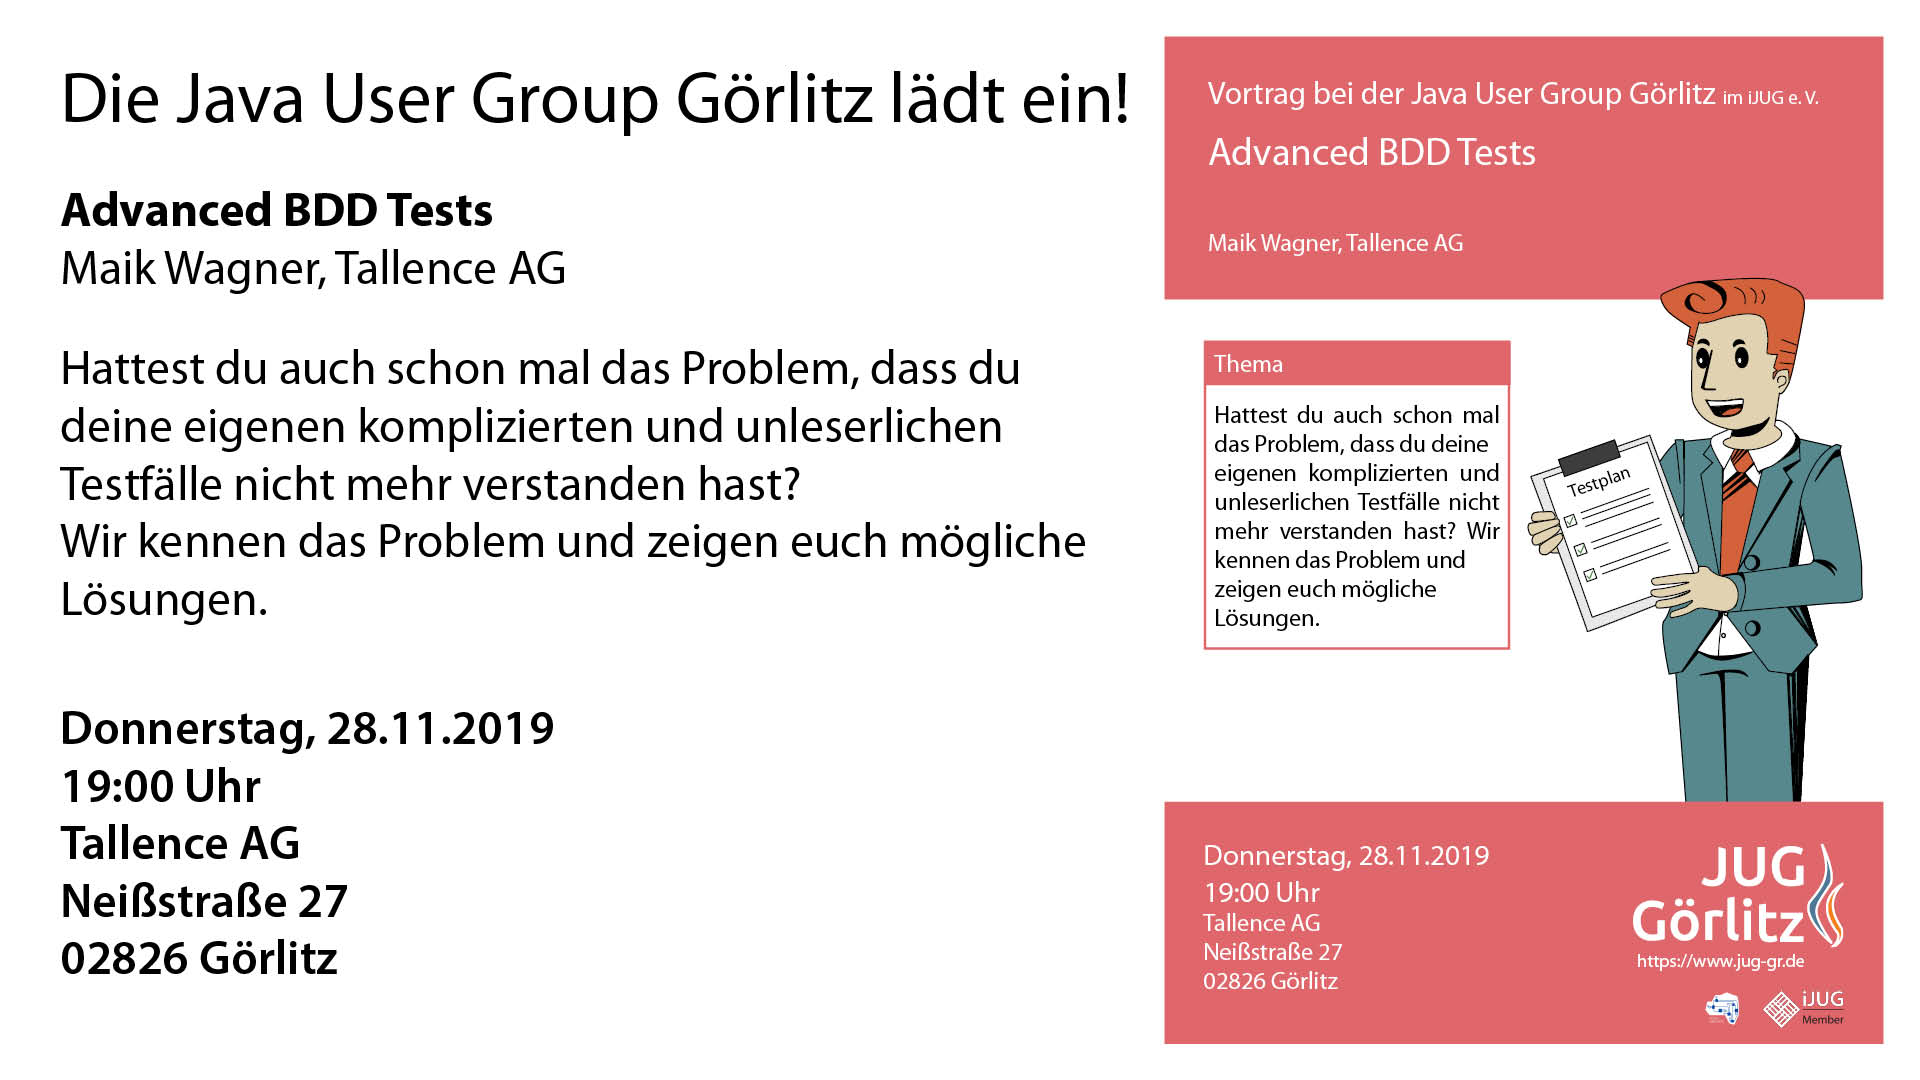 Die Java User Group Görlitz lädt ein!
Advanced BDD Tests
Maik Wagner, Tallence AG
Hattest du auch schon mal das Problem, dass du
deine eigenen komplizierten und unleserlichen
Testfälle nicht mehr verstanden hast?
Wir kennen das Problem und zeigen euch mögliche
Lösungen.
Donnerstag, 28.11.2019
19:00 Uhr
Tallence AG
Neißstraße 27
02826 Görlitz
Vortrag bei der Java User Group Görlitz im iJUG e. V.
Advanced BDD Tests
Maik Wagner, Tallence AG
Thema
Hattest du auch schon mal
das Problem, dass du deine
eigenen komplizierten und
unleserlichen Testfälle nicht
mehr verstanden hast? Wir
kennen das Problem und
zeigen euch mögliche
Lösungen.
Testplan
Donnerstag, 28.11.2019
19:00 Uhr
Tallence AG
Neißstraße 27
02826 Görlitz
JUG
Görlitz
https://www.jug-gr.de
iJUG
Member